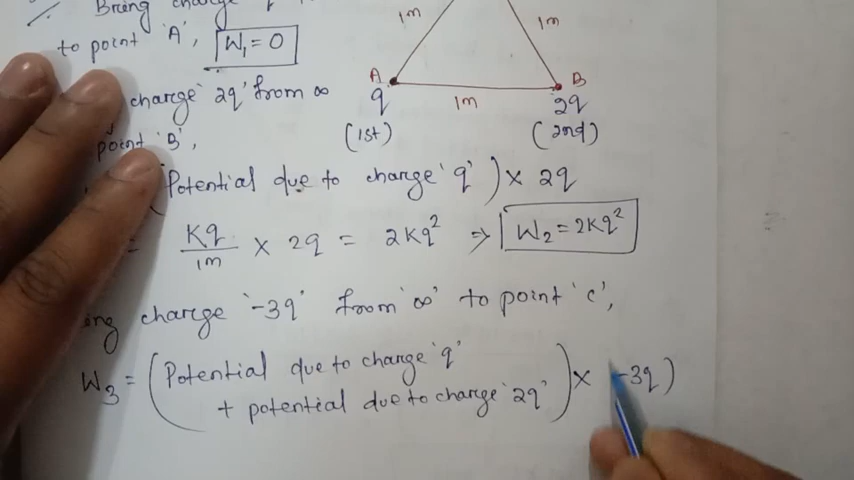 Bring charge
to point 'A', W₁ = 0
1m
1m
A
B
1m
q
2q
(1st)
(2nd)
charge '2q' from ∞
point 'B',
(Potential due to charge 'q') × 2q
= Kq/1m × 2q = 2Kq² ⇒ W₂ = 2Kq²
charge '-3q' from '∞' to point 'C',
W₃ = (Potential due to charge 'q'
+ potential due to charge '2q') × -3q)